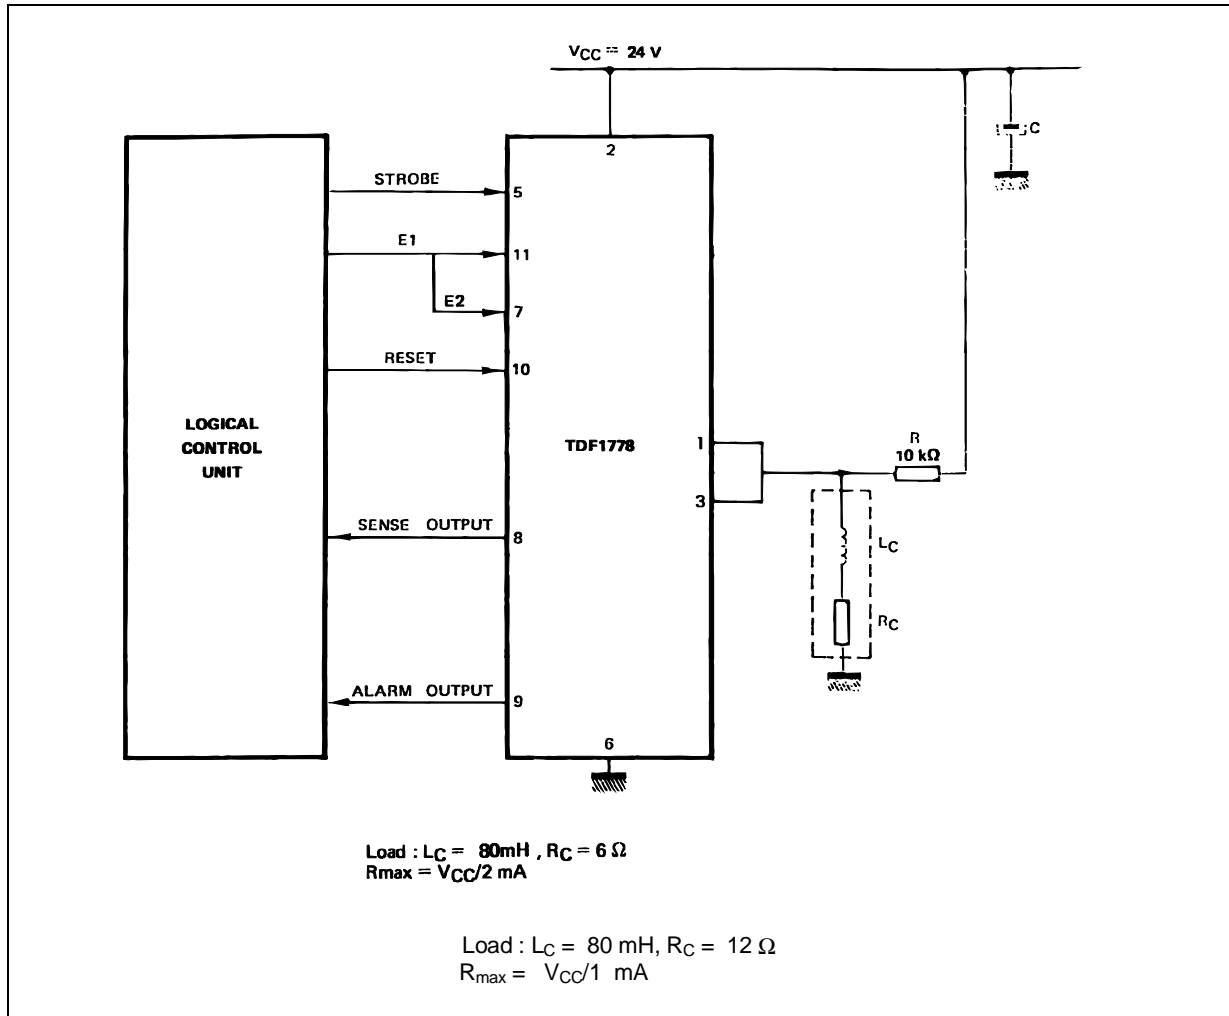 VCC = 24 V
C
2
STROBE
5
E1
11
E2
7
RESET
10
LOGICAL
CONTROL
UNIT
TDF1778
1
R
10 kΩ
3
SENSE OUTPUT
8
LC
RC
ALARM OUTPUT
9
6
Load : LC = 80mH , RC = 6 Ω
Rmax = VCC/2 mA
Load : LC = 80 mH, RC = 12 Ω
Rmax = VCC/1 mA